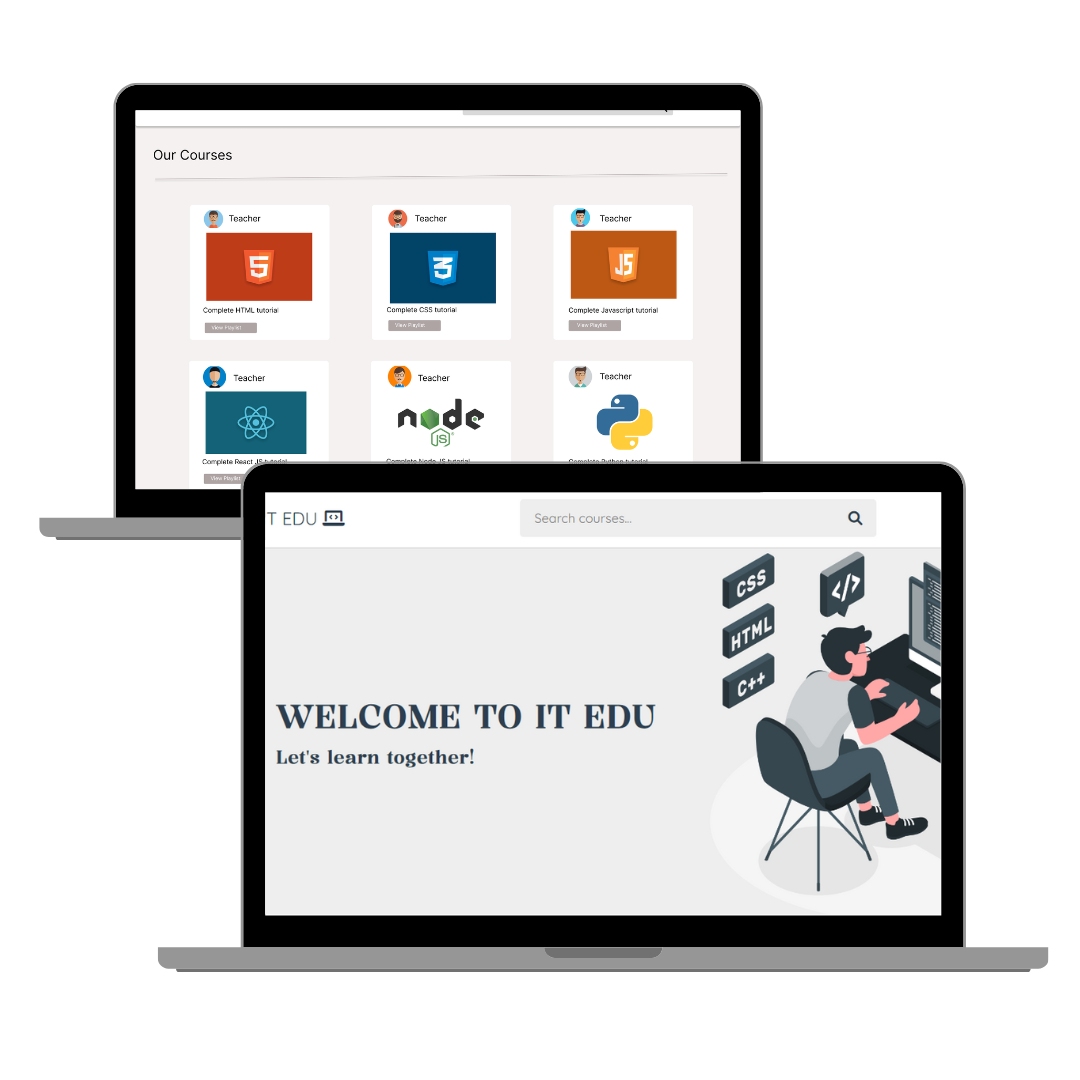 Our Courses
Teacher
Teacher
Teacher
5
3
JS
Complete HTML tutorial
Complete CSS tutorial
Complete Javascript tutorial
View Playlist
View Playlist
View Playlist
Teacher
Teacher
Teacher
node
JS
Complete React JS tutorial
Complete Node JS tutorial
Complete Python tutorial
View Playlist
T EDU
Search courses...
CSS
</>
HTML
C++
WELCOME TO IT EDU
Let's learn together!